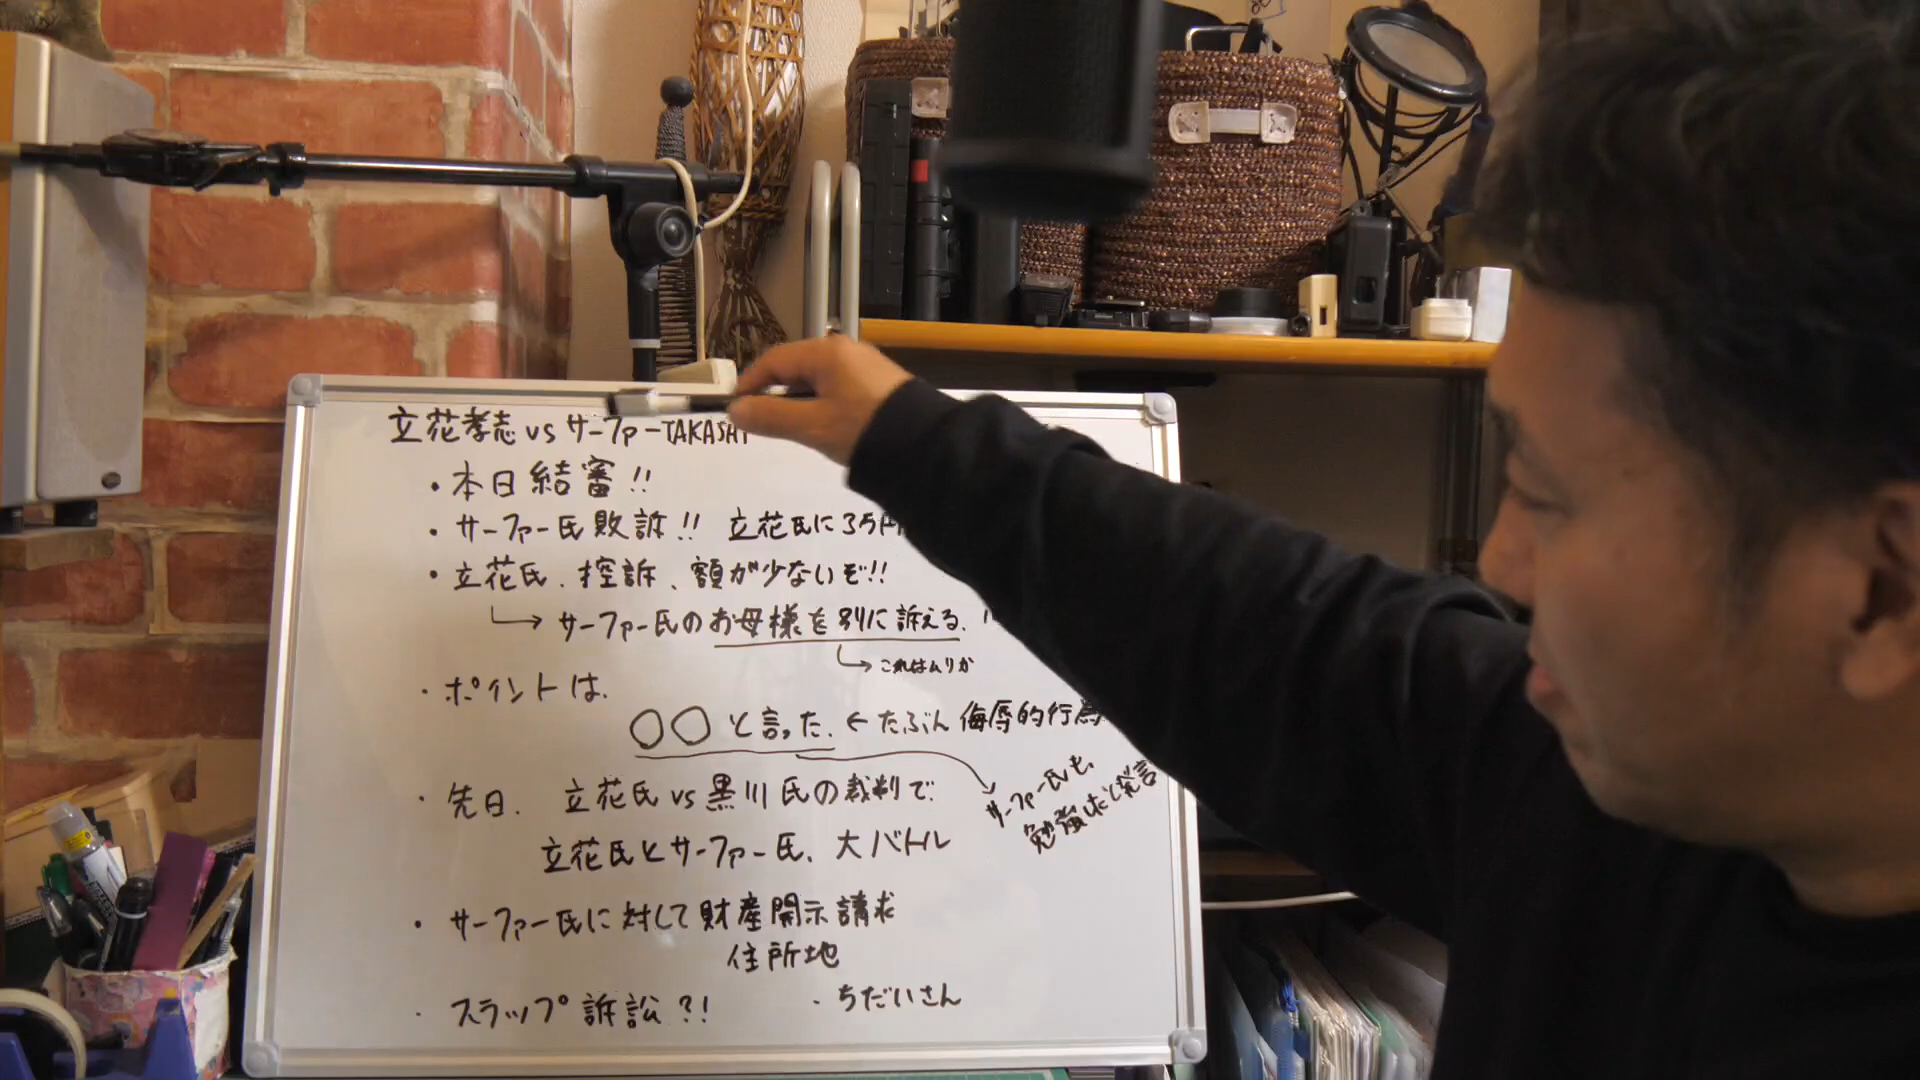 立花孝志 vs サーファーTAKASHI
・本日結審!!
・サーファー氏敗訴!! 立花氏に3万円
・立花氏、控訴、額が少ないぞ!!
→ サーファー氏のお母様を別に訴える、
→ これはムリか
・ポイントは、
○○と言った、← たぶん 侮辱的行為
サーファー氏も、
勉強ホと発言
・先日、立花氏 vs 黒川氏の裁判で
立花氏とサーファー氏、大バトル
・サーファー氏に対して財産開示請求
住所地
・スラップ訴訟?! ・ちだいさん